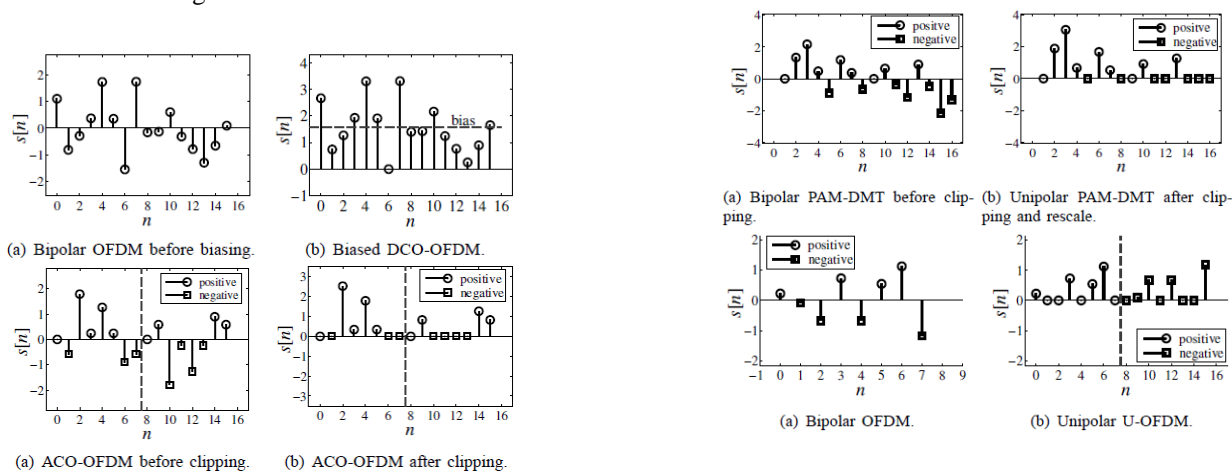 2
1
0
-1
-2
s[n]
0 2 4 6 8 10 12 14 16
n
(a) Bipolar OFDM before biasing.
4
3
2
1
0
-1
bias
0 2 4 6 8 10 12 14 16
n
(b) Biased DCO-OFDM.
2
1
0
-1
-2
s[n]
positive
negative
0 2 4 6 8 10 12 14 16
n
(a) ACO-OFDM before clipping.
3
2
1
0
-1
-2
-3
s[n]
positive
negative
0 2 4 6 8 10 12 14 16
n
(b) ACO-OFDM after clipping.
4
2
0
-2
-4
s[n]
positve
negative
0 2 4 6 8 10 12 14 16
n
(a) Bipolar PAM-DMT before clip-
ping.
4
2
0
-2
-4
s[n]
positve
negative
0 2 4 6 8 10 12 14 16
n
(b) Unipolar PAM-DMT after clip-
ping and rescale.
2
1
0
-1
-2
s[n]
positive
negative
-1 0 1 2 3 4 5 6 7 8 9
n
(a) Bipolar OFDM.
2
1
0
-1
-2
s[n]
positive
negative
0 2 4 6 8 10 12 14 16
n
(b) Unipolar U-OFDM.